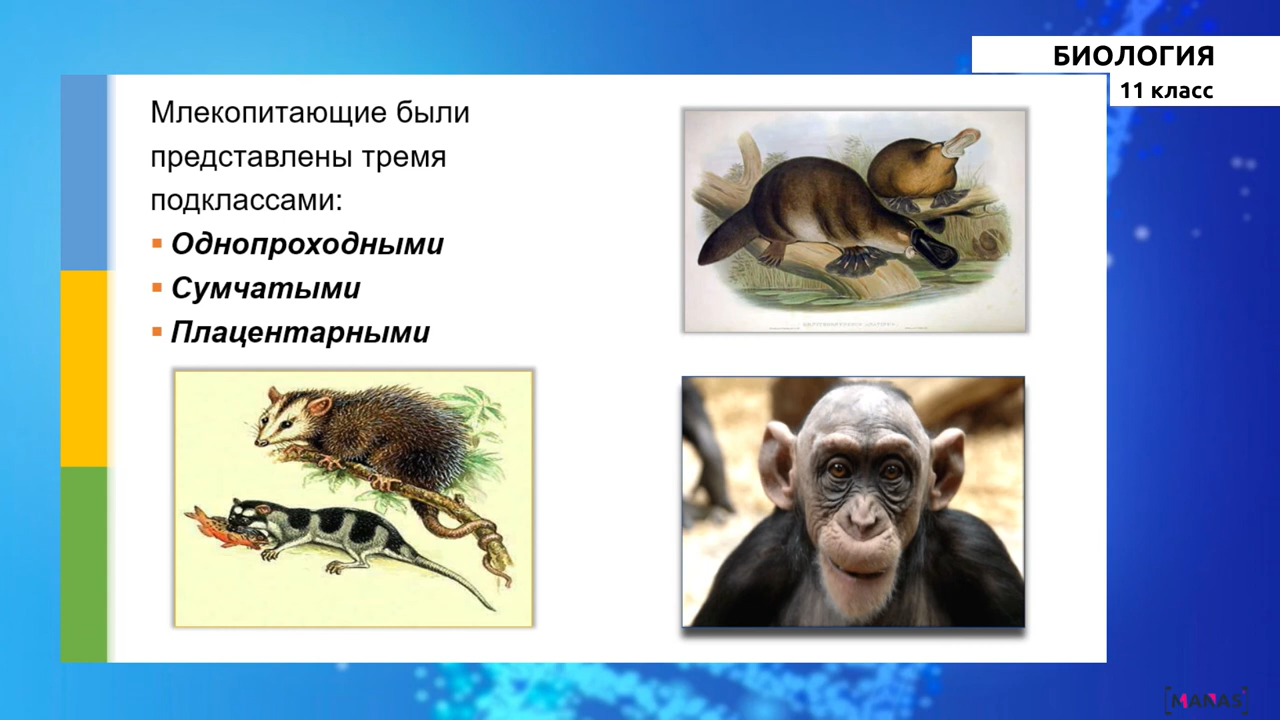 БИОЛОГИЯ
11 класс
Млекопитающие были
представлены тремя
подклассами:
Однопроходными
Сумчатыми
Плацентарными
[MANAS]